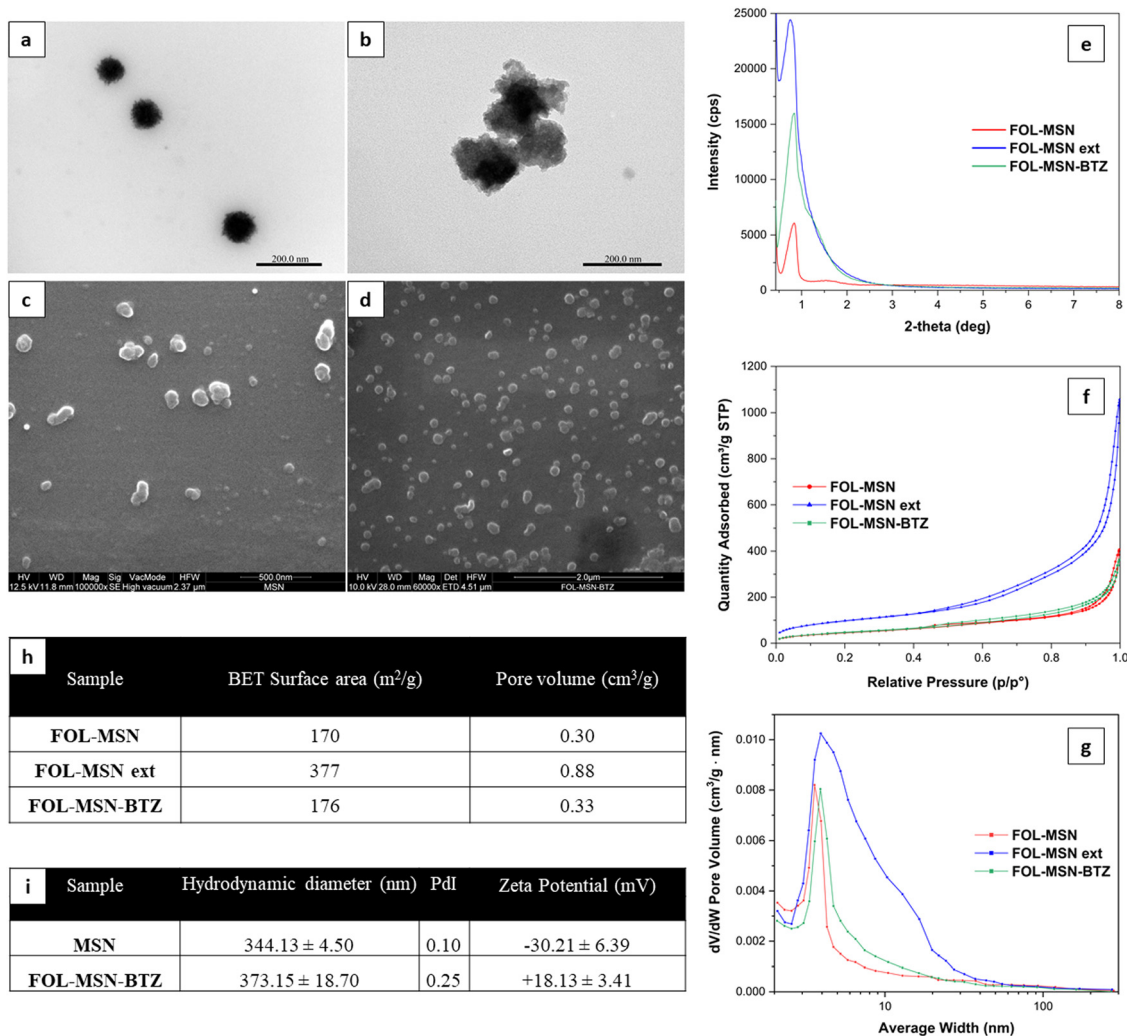 a
200.0 nm
b
200.0 nm
c
HV WD Mag Sig VacMode HFW 500.0nm
12.5 kV 11.8 mm 100000x SE High vacuum 2.37 μm MSN
d
HV WD Mag Det HFW 2.0μm
10.0 kV 28.0 mm 60000x ETD 4.51 μm FOL-MSN-BTZ
h
Sample BET Surface area (m²/g) Pore volume (cm³/g)
FOL-MSN 170 0.30
FOL-MSN ext 377 0.88
FOL-MSN-BTZ 176 0.33
i
Sample Hydrodynamic diameter (nm) PdI Zeta Potential (mV)
MSN 344.13 ± 4.50 0.10 -30.21 ± 6.39
FOL-MSN-BTZ 373.15 ± 18.70 0.25 +18.13 ± 3.41
e
Intensity (cps)
25000
20000
15000
10000
5000
0
FOL-MSN
FOL-MSN ext
FOL-MSN-BTZ
1 2 3 4 5 6 7 8
2-theta (deg)
f
Quantity Adsorbed (cm³/g STP)
1200
1000
800
600
400
200
0
FOL-MSN
FOL-MSN ext
FOL-MSN-BTZ
0.0 0.2 0.4 0.6 0.8 1.0
Relative Pressure (p/p°)
g
dV/dW Pore Volume (cm³/g · nm)
0.010
0.008
0.006
0.004
0.002
0.000
FOL-MSN
FOL-MSN ext
FOL-MSN-BTZ
10 100
Average Width (nm)